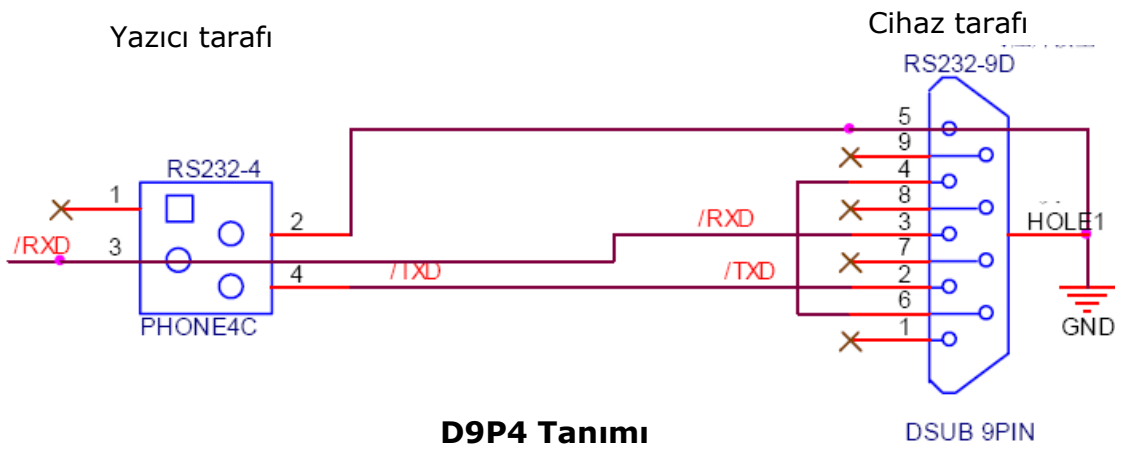 Yazıcı tarafı
Cihaz tarafı
RS232-9D
RS232-4
1
2
/RXD
3
4
/TXD
PHONE4C
/RXD
/TXD
5
9
4
8
3
7
2
6
1
HOLE1
GND
D9P4 Tanımı
DSUB 9PIN